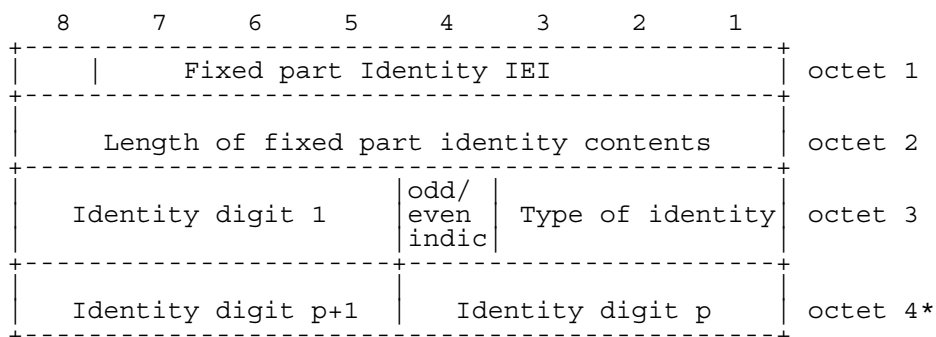 8 7 6 5 4 3 2 1
Fixed part Identity IEI octet 1
Length of fixed part identity contents octet 2
odd/
Identity digit 1 even Type of identity octet 3
indic
Identity digit p+1 Identity digit p octet 4*